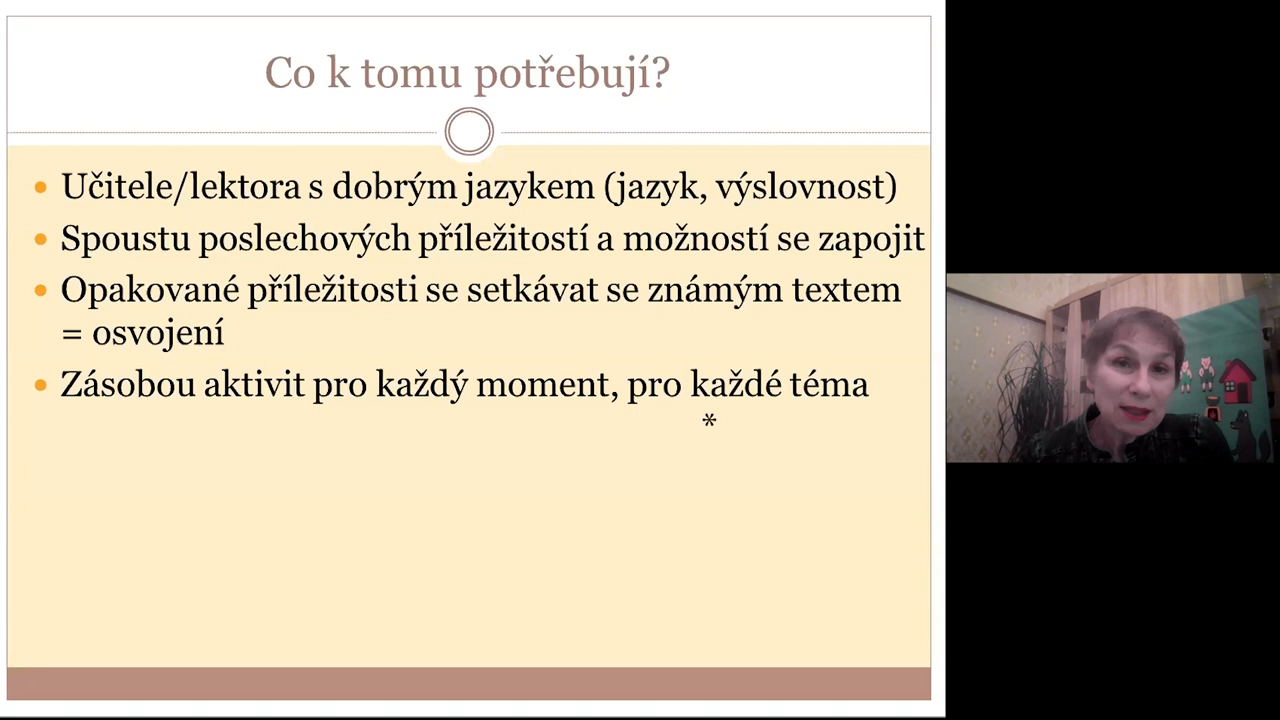 Co k tomu potřebují?
Učitele/lektora s dobrým jazykem (jazyk, výslovnost)
Spoustu poslechových příležitostí a možností se zapojit
Opakované příležitosti se setkávat se známým textem
= osvojení
Zásobou aktivit pro každý moment, pro každé téma
*